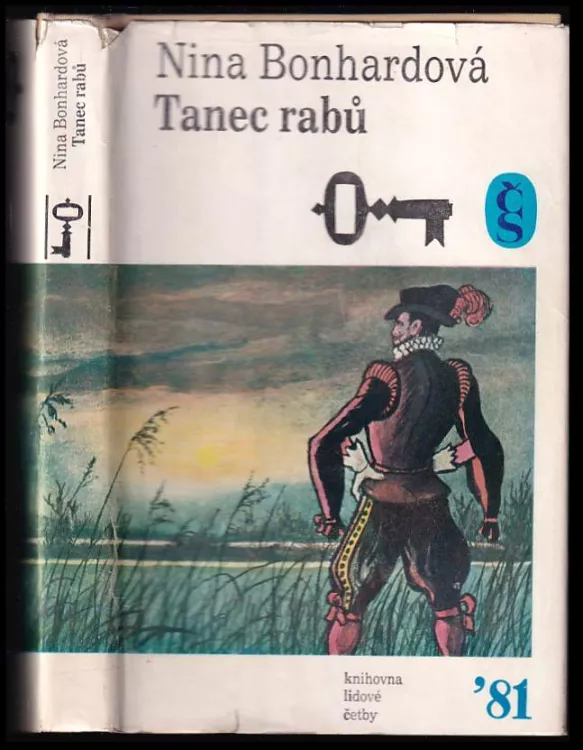 Nina Bonhardová
Tanec rabů
Nina Bonhardová
Tanec rabů
ČS
knihovna
lidové
četby
'81